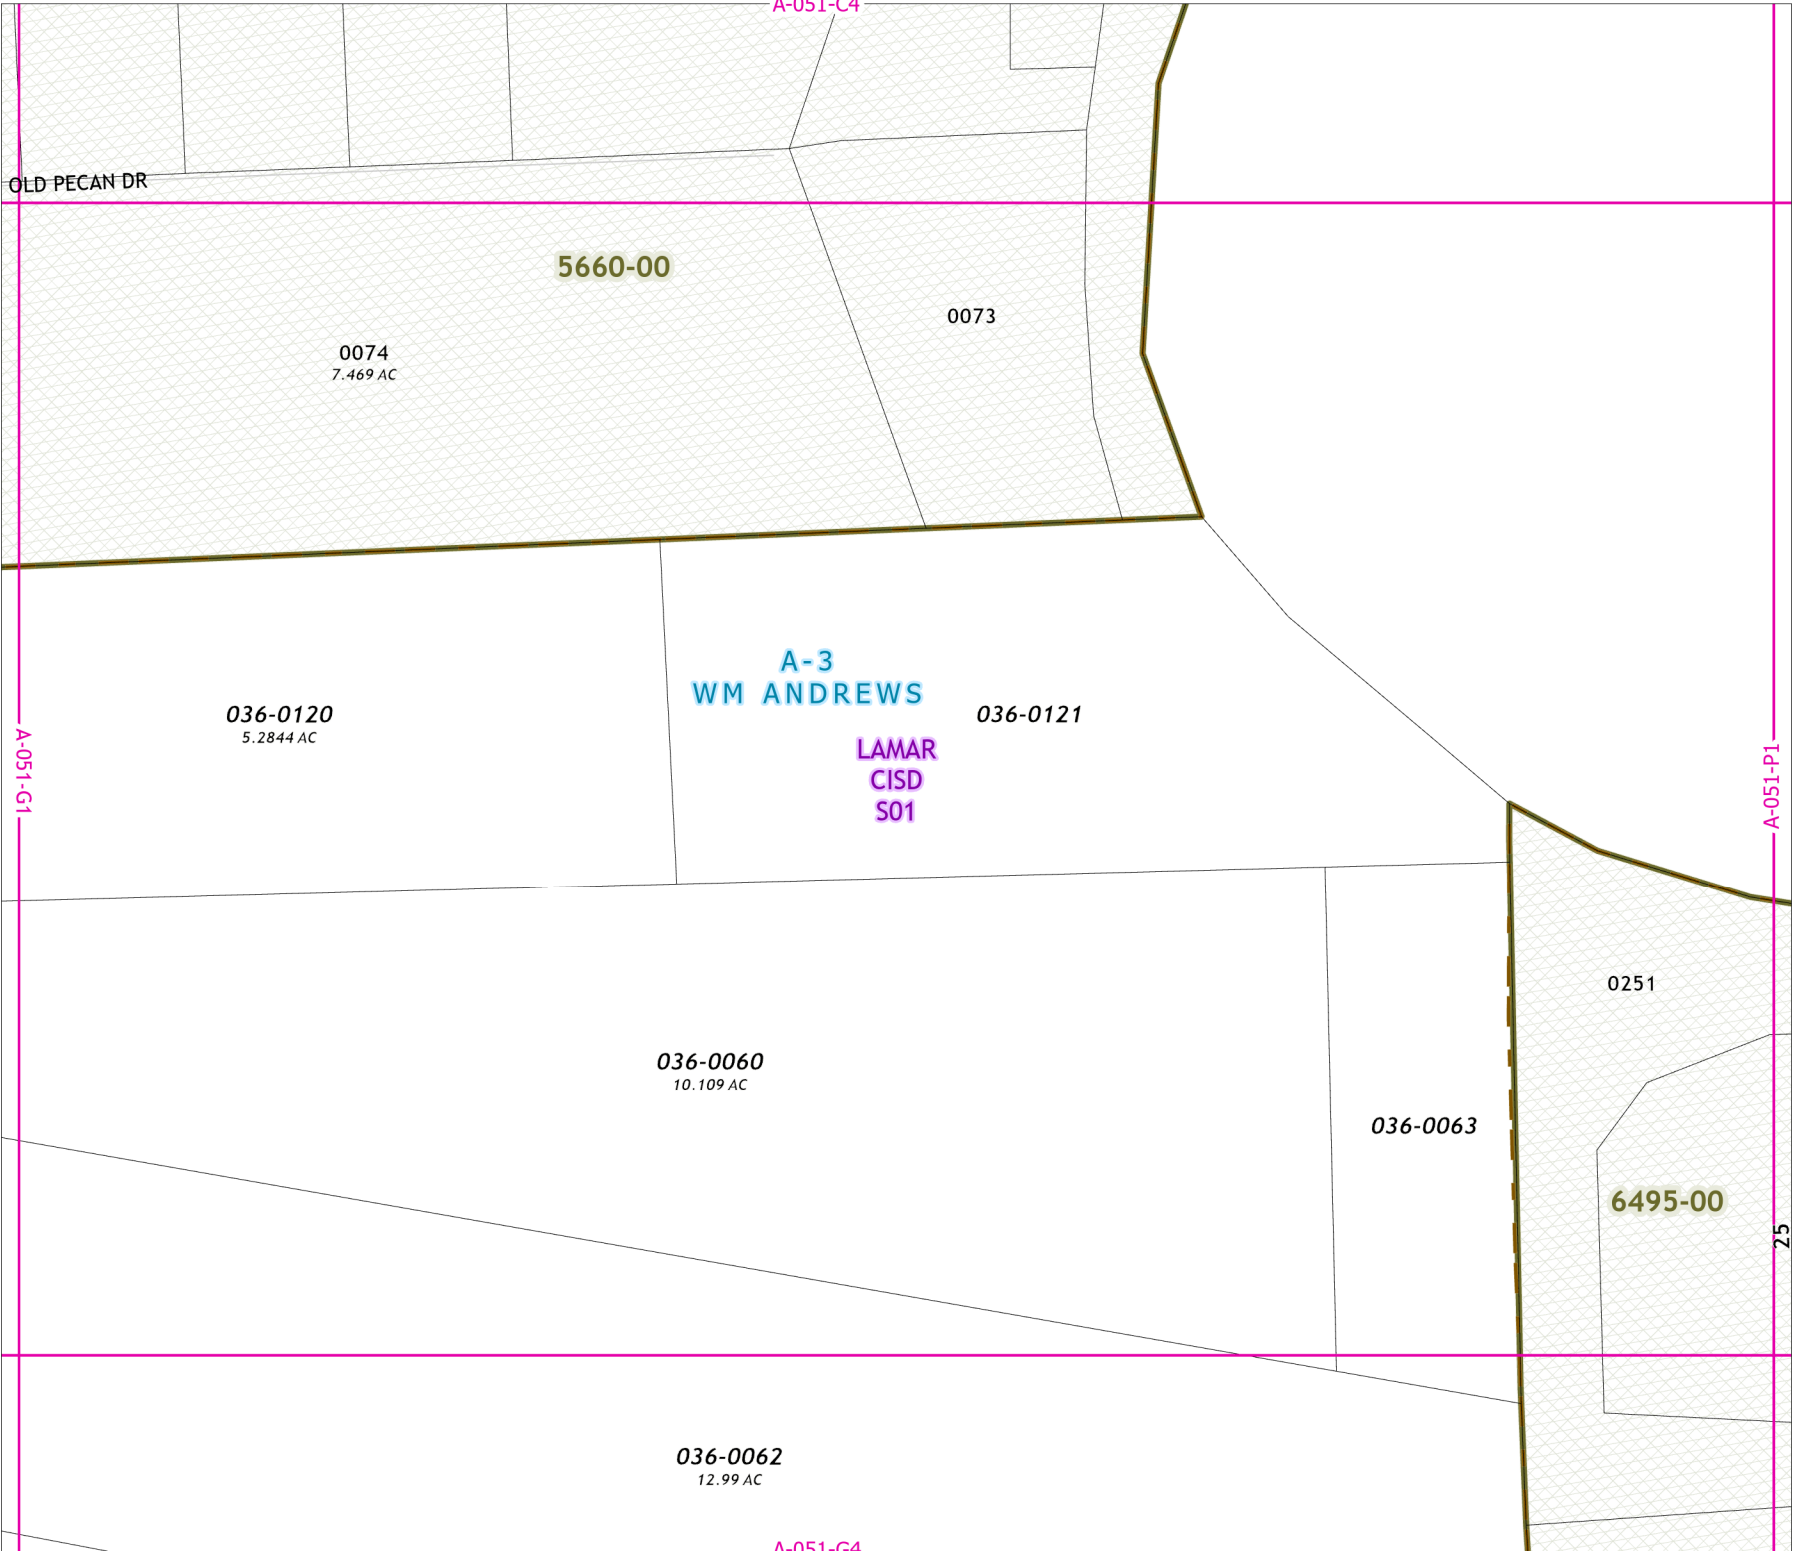 A-051-C4
OLD PECAN DR
5660-00
0073
0074
7.469 AC
A-3
WM ANDREWS
036-0120
5.2844 AC
036-0121
LAMAR
CISD
S01
A-051-G1
A-051-P1
0251
036-0060
10.109 AC
036-0063
6495-00
25
036-0062
12.99 AC
A-051-G4